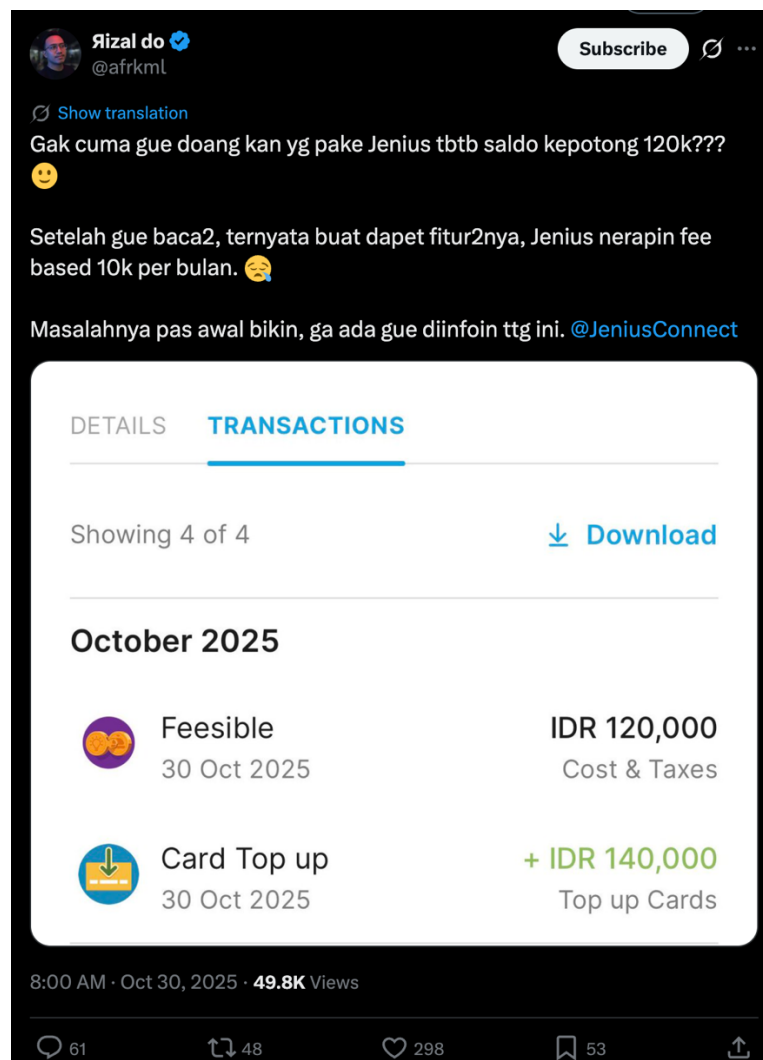 Яizal do
Subscribe
@afrkml
Show translation
Gak cuma gue doang kan yg pake Jenius tbtb saldo kepotong 120k???
🙂
Setelah gue baca2, ternyata buat dapet fitur2nya, Jenius nerapin fee
based 10k per bulan. 😪
Masalahnya pas awal bikin, ga ada gue diinfoin ttg ini. @JeniusConnect
DETAILS TRANSACTIONS
Showing 4 of 4 Download
October 2025
Feesible IDR 120,000
30 Oct 2025 Cost & Taxes
Card Top up + IDR 140,000
30 Oct 2025 Top up Cards
8:00 AM · Oct 30, 2025 · 49.8K Views
61 48 298 53